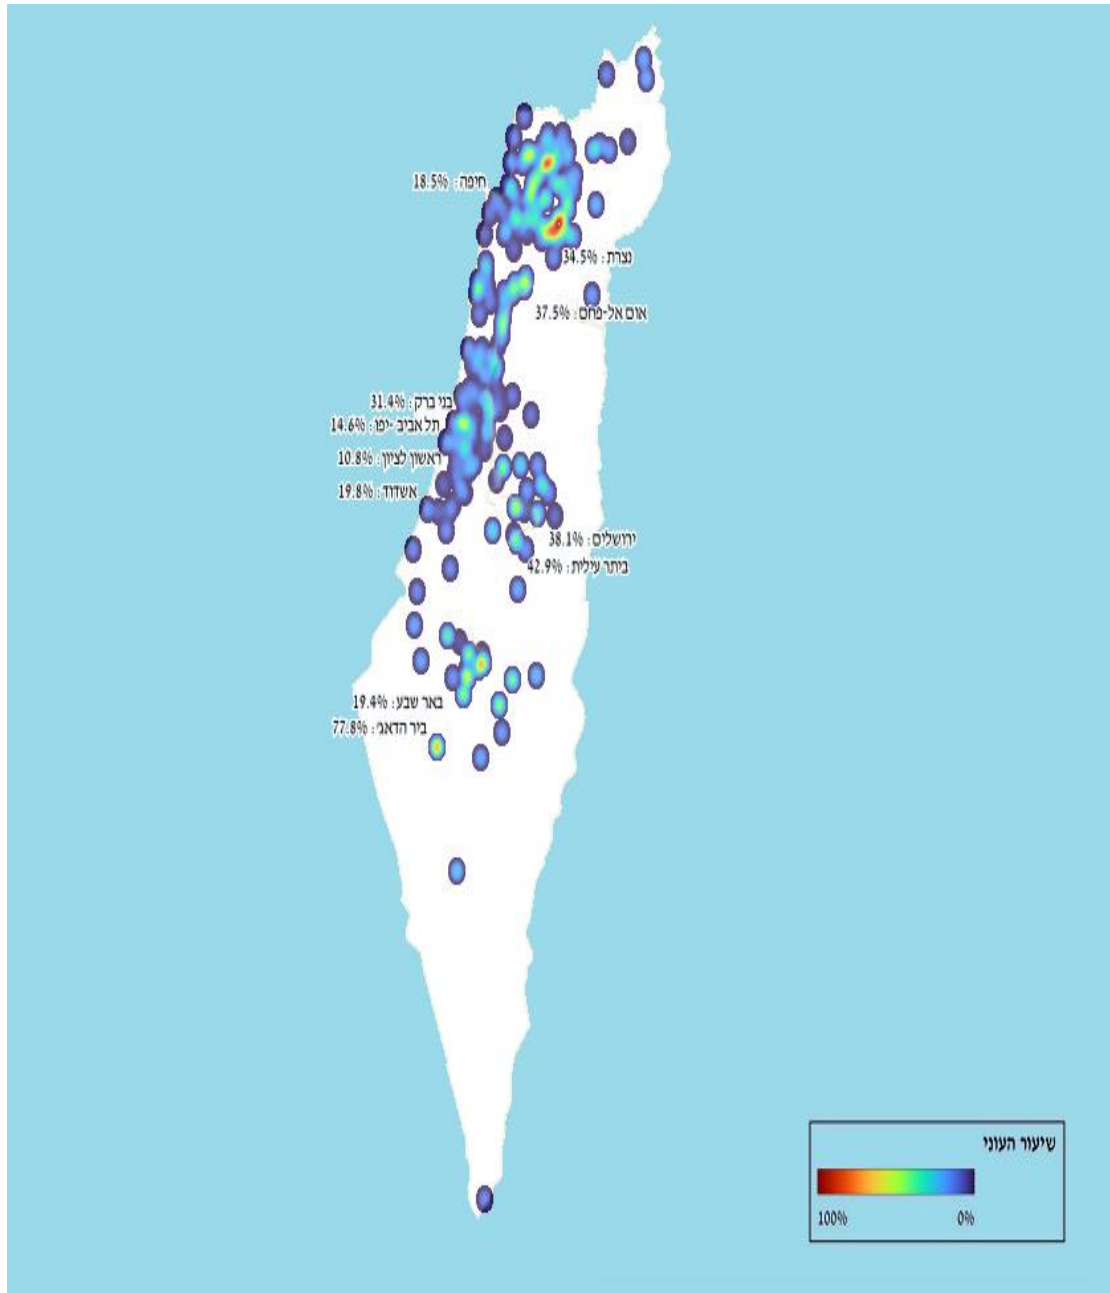 חיפה: 18.5%
נצרת: 34.5%
אום אל-פחם: 37.5%
בני ברק: 31.4%
תל אביב -יפו: 14.6%
ראשון לציון: 10.8%
אשדוד: 19.8%
ירושלים: 38.1%
ביתר עילית: 42.9%
באר שבע: 19.4%
ביר הדאג': 77.8%
שיעור העוני
100% 0%